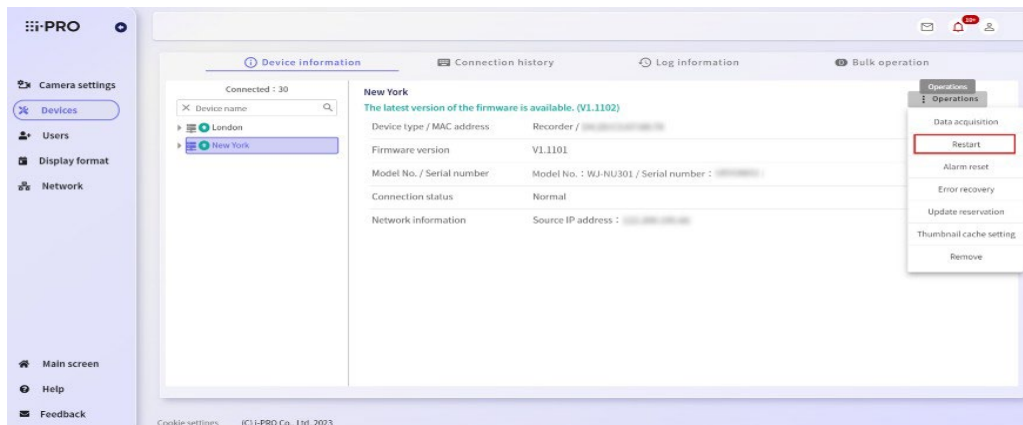 i-PRO
20+
Camera settings
Devices
Users
Display format
Network
Main screen
Help
Feedback
Device information
Connection history
Log information
Bulk operation
Connected : 30
Device name
London
New York
New York
The latest version of the firmware is available. (V1.1102)
Device type / MAC address Recorder /
Firmware version V1.1101
Model No. / Serial number Model No. : WJ-NU301 / Serial number :
Connection status Normal
Network information Source IP address :
Operations
Operations
Data acquisition
Restart
Alarm reset
Error recovery
Update reservation
Thumbnail cache setting
Remove
Cookie settings (C) i-PRO Co., Ltd. 2023